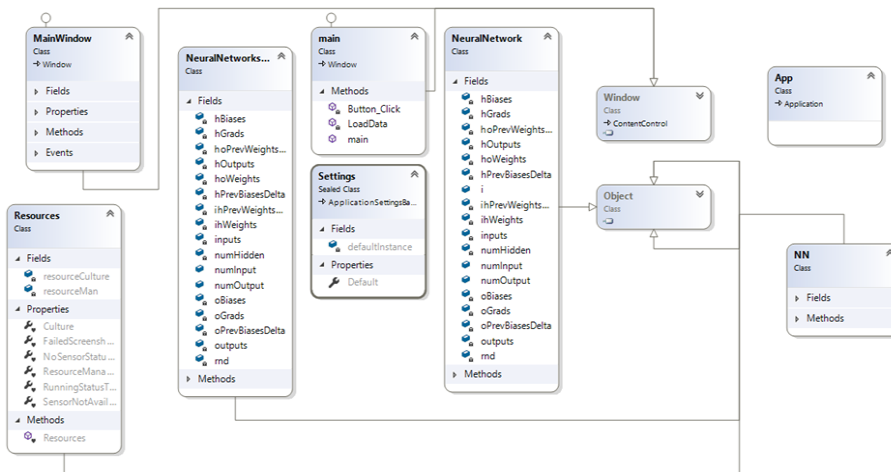 MainWindow
Class
Window
Fields
Properties
Methods
Events
Resources
Class
Fields
resourceCulture
resourceMan
Properties
Culture
FailedScreensh...
NoSensorStatu...
ResourceMana...
RunningStatusT...
SensorNotAvail...
Methods
Resources
NeuralNetworks...
Class
Fields
hBiases
hGrads
hoPrevWeights...
hOutputs
hoWeights
hPrevBiasesDelta
ihPrevWeights...
ihWeights
inputs
numHidden
numInput
numOutput
oBiases
oGrads
oPrevBiasesDelta
outputs
rnd
Methods
main
Class
Window
Methods
Button_Click
LoadData
main
Settings
Sealed Class
ApplicationSettingsBa...
Fields
defaultInstance
Properties
Default
NeuralNetwork
Class
Fields
hBiases
hGrads
hoPrevWeights...
hOutputs
hoWeights
hPrevBiasesDelta
i
ihPrevWeights...
ihWeights
inputs
numHidden
numInput
numOutput
oBiases
oGrads
oPrevBiasesDelta
outputs
rnd
Methods
Window
Class
ContentControl
Object
Class
App
Class
Application
NN
Class
Fields
Methods